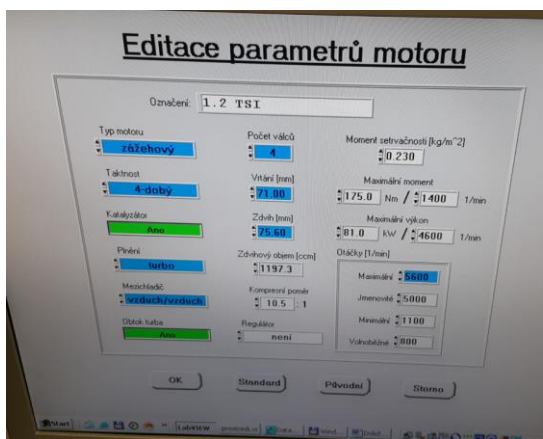 Editace parametrů motoru
Označení: 1.2 TSI
Typ motoru
zážehový
Taktnost
4-dobý
Katalyzátor
Ano
Plnění
turbo
Mezichladič
vzduch/vzduch
Obtok turba
Ano
Počet válců
4
Vrtání [mm]
71.00
Zdvih [mm]
75.60
Zdvihový objem [ccm]
1197.3
Kompresní poměr
10.5 :1
Regulátor
není
Moment setrvačnosti [kg/m^2]
0.230
Maximální moment
175.0 Nm / 1400 1/min
Maximální výkon
81.0 kW / 4600 1/min
Otáčky [1/min]
Maximální 5600
Jmenovité 5000
Minimální 1100
Volnoběžné 800
OK Standard Původní Storno
Start LabVIEW